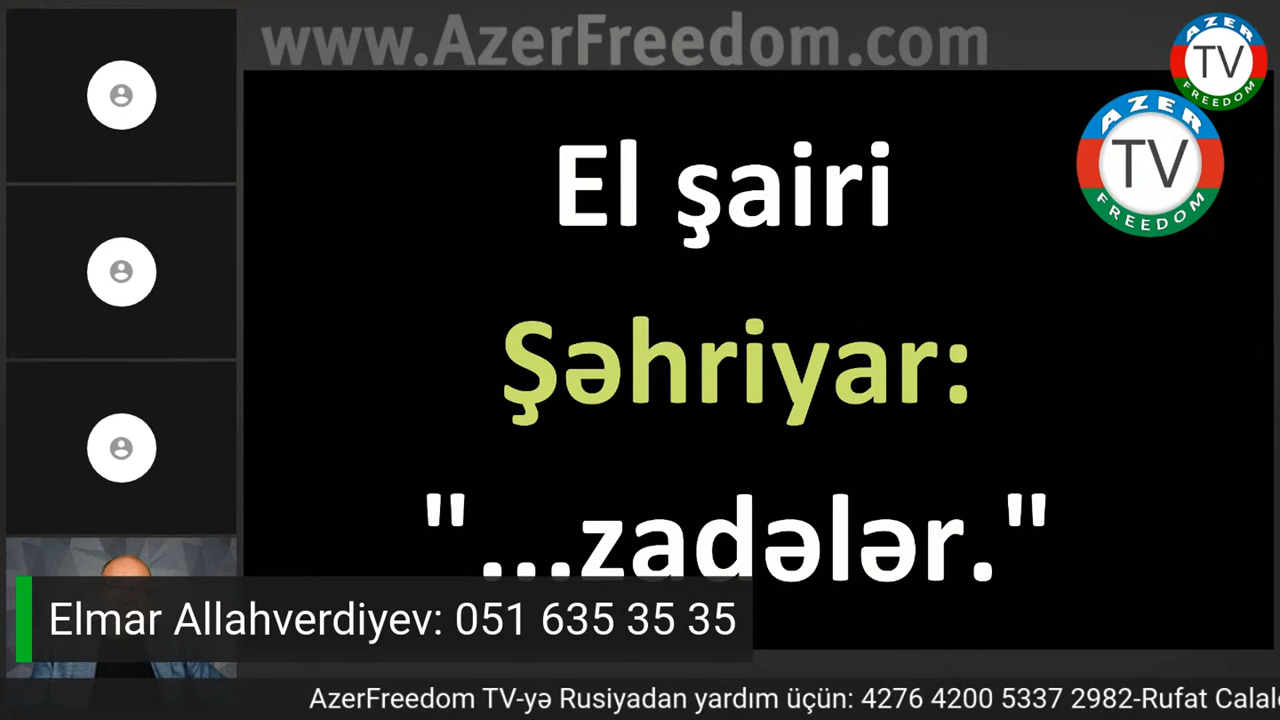 www.AzerFreedom.com
AZER
TV
FREEDOM
AZER
TV
FREEDOM
El şairi
Şəhriyar:
"...zadələr."
Elmar Allahverdiyev: 051 635 35 35
AzerFreedom TV-yə Rusiyadan yardım üçün: 4276 4200 5337 2982-Rufat